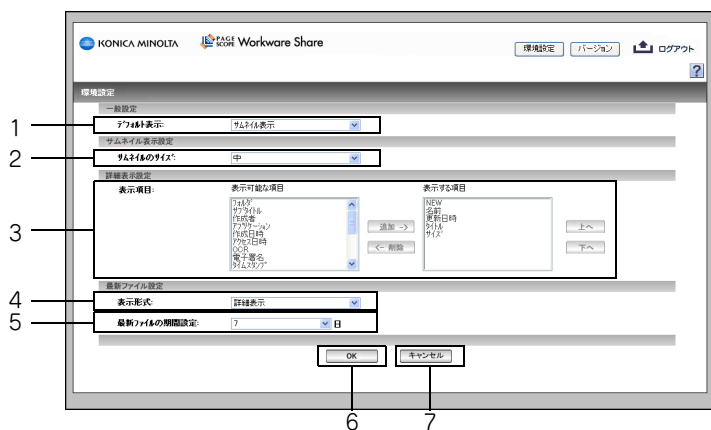 KONICA MINOLTA PAGE SCOPE Workware Share 環境設定 バージョン ログアウト
?
環境設定
一般設定
1 デフォルト表示: サムネイル表示
サムネイル表示設定
2 サムネイルのサイズ: 中
詳細表示設定
表示項目: 表示可能な項目 表示する項目
フォルダ NEW
サブタイトル 名前
作成者 更新日時
アプリケーション タイトル
作成日時 サイズ
アクセス日時
OCR
電子署名
タイムスタンプ
3 追加 -> 上へ
<- 削除 下へ
最新ファイル設定
4 表示形式: 詳細表示
5 最新ファイルの期間設定: 7 日
OK キャンセル
6 7